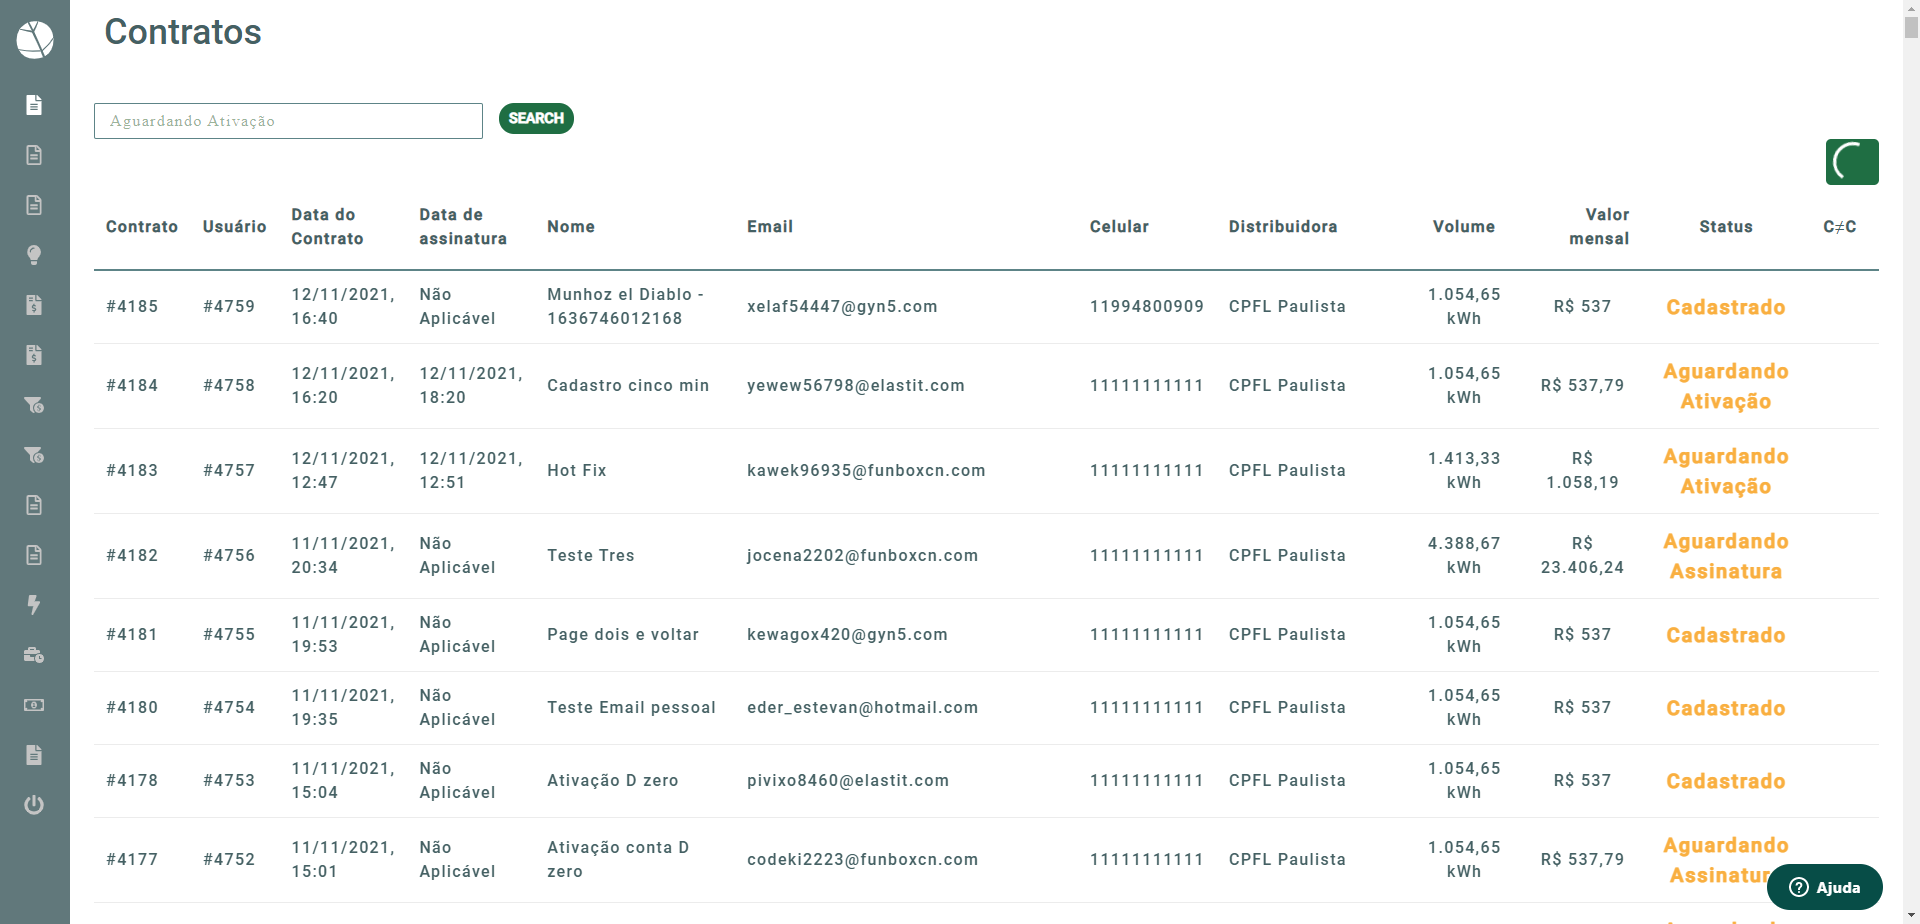 Contratos
Aguardando Ativação
SEARCH
Contrato Usuário Data do Contrato Data de assinatura Nome Email Celular Distribuidora Volume Valor mensal Status C≠C
#4185 #4759 12/11/2021, 16:40 Não Aplicável Munhoz el Diablo - 1636746012168 xelaf54447@gyn5.com 11994800909 CPFL Paulista 1.054,65 kWh R$ 537 Cadastrado
#4184 #4758 12/11/2021, 16:20 12/11/2021, 18:20 Cadastro cinco min yewew56798@elastit.com 11111111111 CPFL Paulista 1.054,65 kWh R$ 537,79 Aguardando Ativação
#4183 #4757 12/11/2021, 12:47 12/11/2021, 12:51 Hot Fix kawek96935@funboxcn.com 11111111111 CPFL Paulista 1.413,33 kWh R$ 1.058,19 Aguardando Ativação
#4182 #4756 11/11/2021, 20:34 Não Aplicável Teste Tres jocena2202@funboxcn.com 11111111111 CPFL Paulista 4.388,67 kWh R$ 23.406,24 Aguardando Assinatura
#4181 #4755 11/11/2021, 19:53 Não Aplicável Page dois e voltar kewagox420@gyn5.com 11111111111 CPFL Paulista 1.054,65 kWh R$ 537 Cadastrado
#4180 #4754 11/11/2021, 19:35 Não Aplicável Teste Email pessoal eder_estevan@hotmail.com 11111111111 CPFL Paulista 1.054,65 kWh R$ 537 Cadastrado
#4178 #4753 11/11/2021, 15:04 Não Aplicável Ativação D zero pivixo8460@elastit.com 11111111111 CPFL Paulista 1.054,65 kWh R$ 537 Cadastrado
#4177 #4752 11/11/2021, 15:01 Não Aplicável Ativação conta D zero codeki2223@funboxcn.com 11111111111 CPFL Paulista 1.054,65 kWh R$ 537,79 Aguardando Assinatur
Ajuda